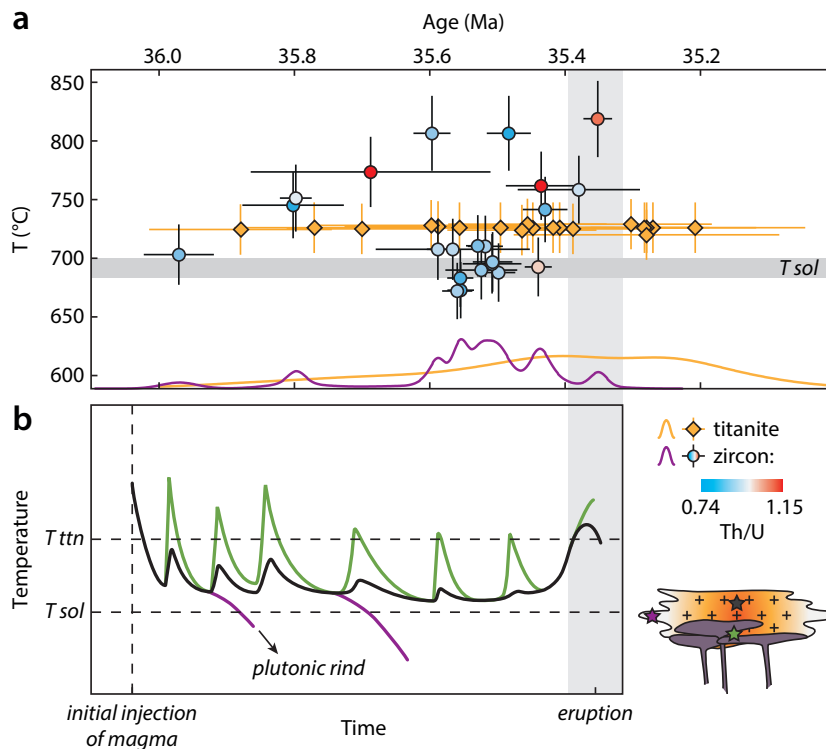 a
Age (Ma)
36.0 35.8 35.6 35.4 35.2
T (°C)
850
800
750
700
650
600
T sol
b
Temperature
T ttn
T sol
plutonic rind
initial injection
of magma
Time
eruption
titanite
zircon:
0.74 1.15
Th/U